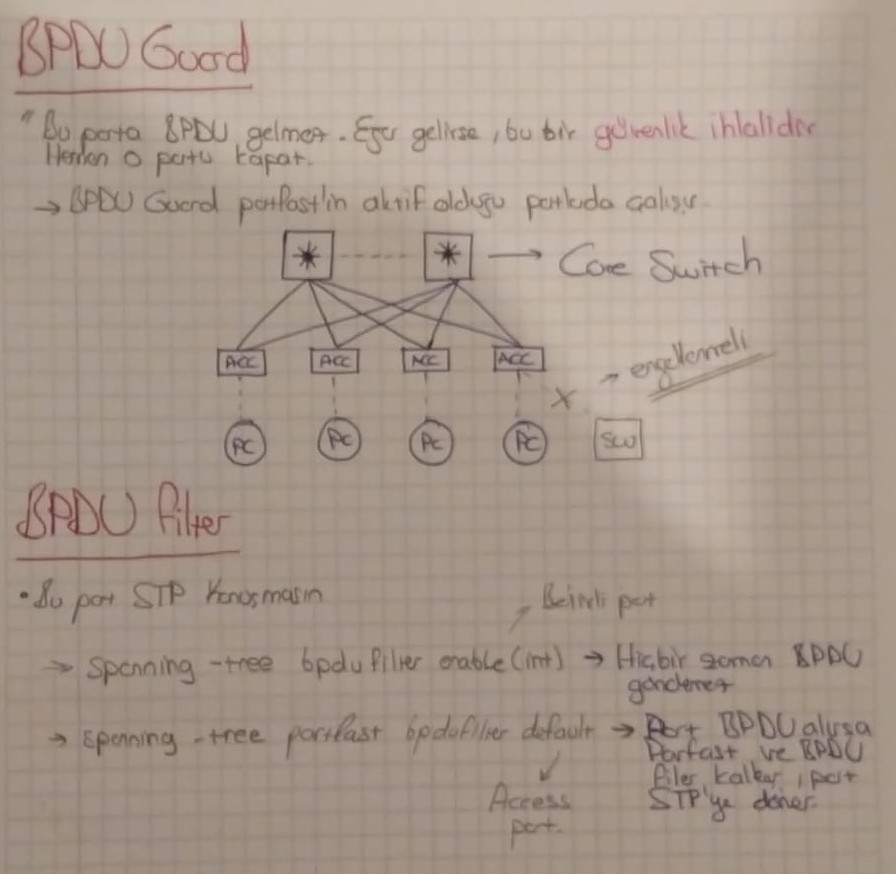 BPDU Guard
" Bu porta BPDU gelmez. Eğer gelirse, bu bir güvenlik ihlalidir
Hemen o portu kapat.
→ BPDU Guard portfast'in aktif olduğu portlarda çalışır.
→ Core Switch
ACC ACC ACC ACC
→ engellenmeli
X
PC PC PC PC SW
BPDU filter
• Bu port STP Konuşmasın
Belirli port
→ spanning-tree bpdufilter enable (int) → Hiçbir zaman BPDU
göndermez
→ spanning-tree portfast bpdufilter default → Port BPDU alırsa
Porfast ve BPDU
filer kalkar, port
STP'ye döner.
Access
port.